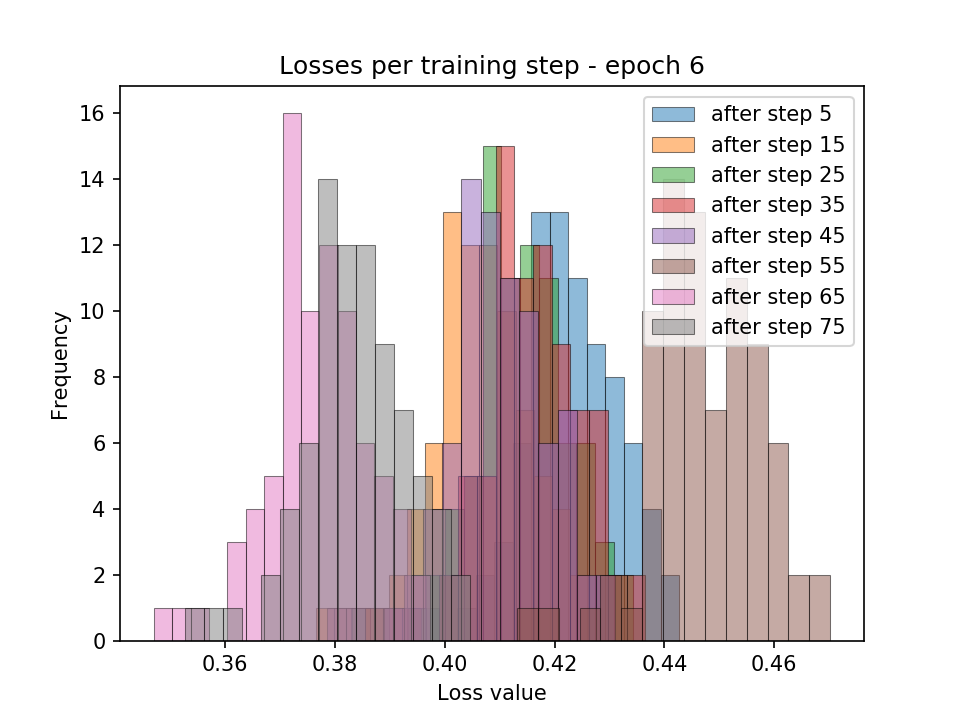 Losses per training step - epoch 6
Frequency
16
14
12
10
8
6
4
2
0
after step 5
after step 15
after step 25
after step 35
after step 45
after step 55
after step 65
after step 75
0.36 0.38 0.40 0.42 0.44 0.46
Loss value